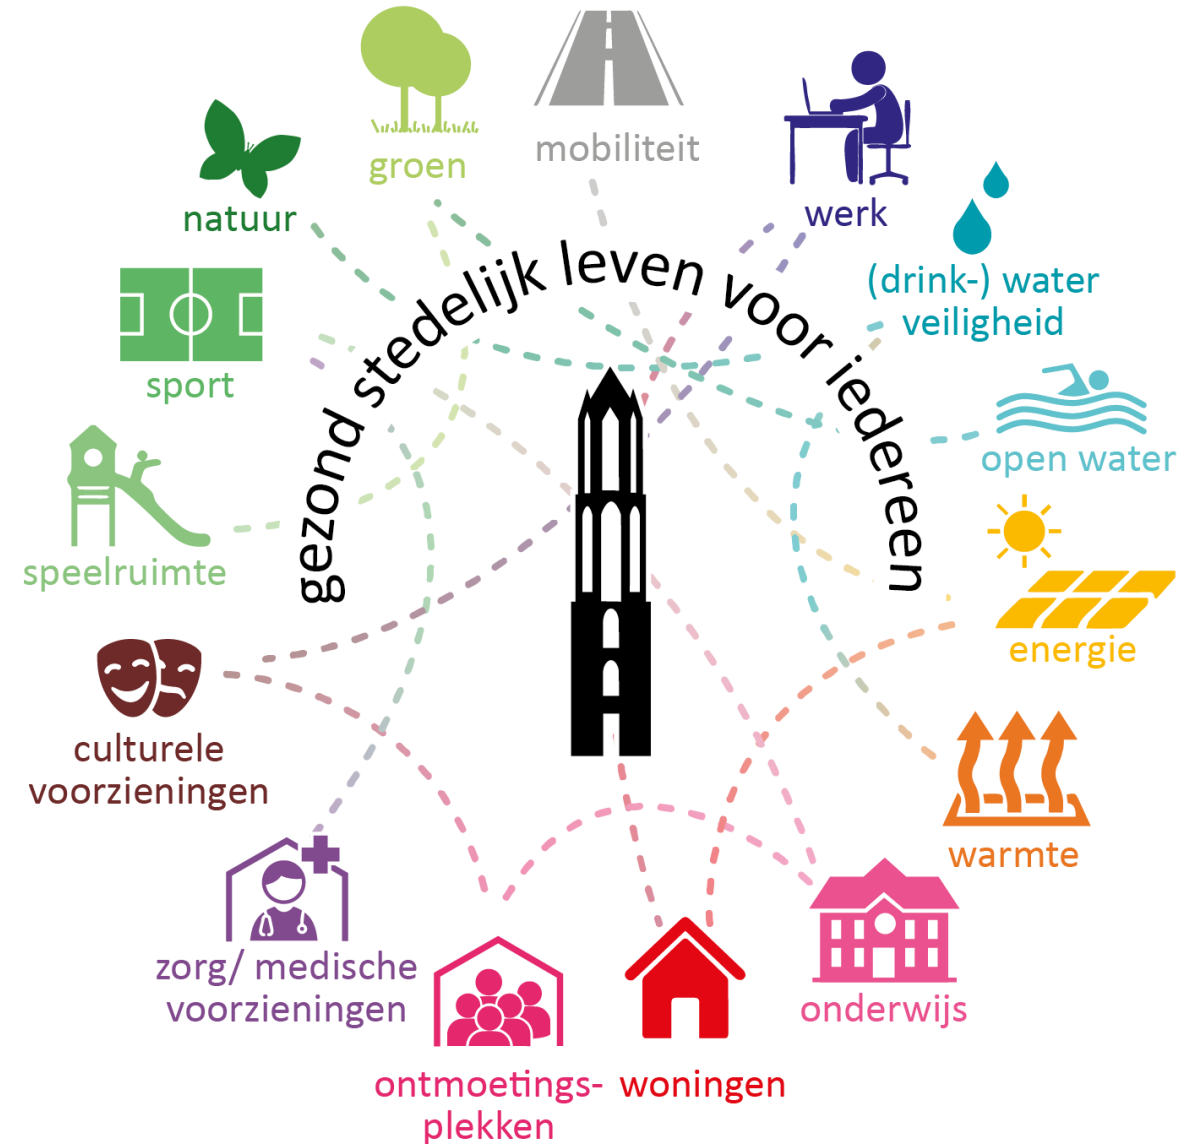 groen
mobiliteit
werk
natuur
(drink-) water
veiligheid
sport
gezond stedelijk leven voor iedereen
open water
speelruimte
energie
culturele
voorzieningen
warmte
zorg/ medische
voorzieningen
onderwijs
ontmoetings-
plekken
woningen